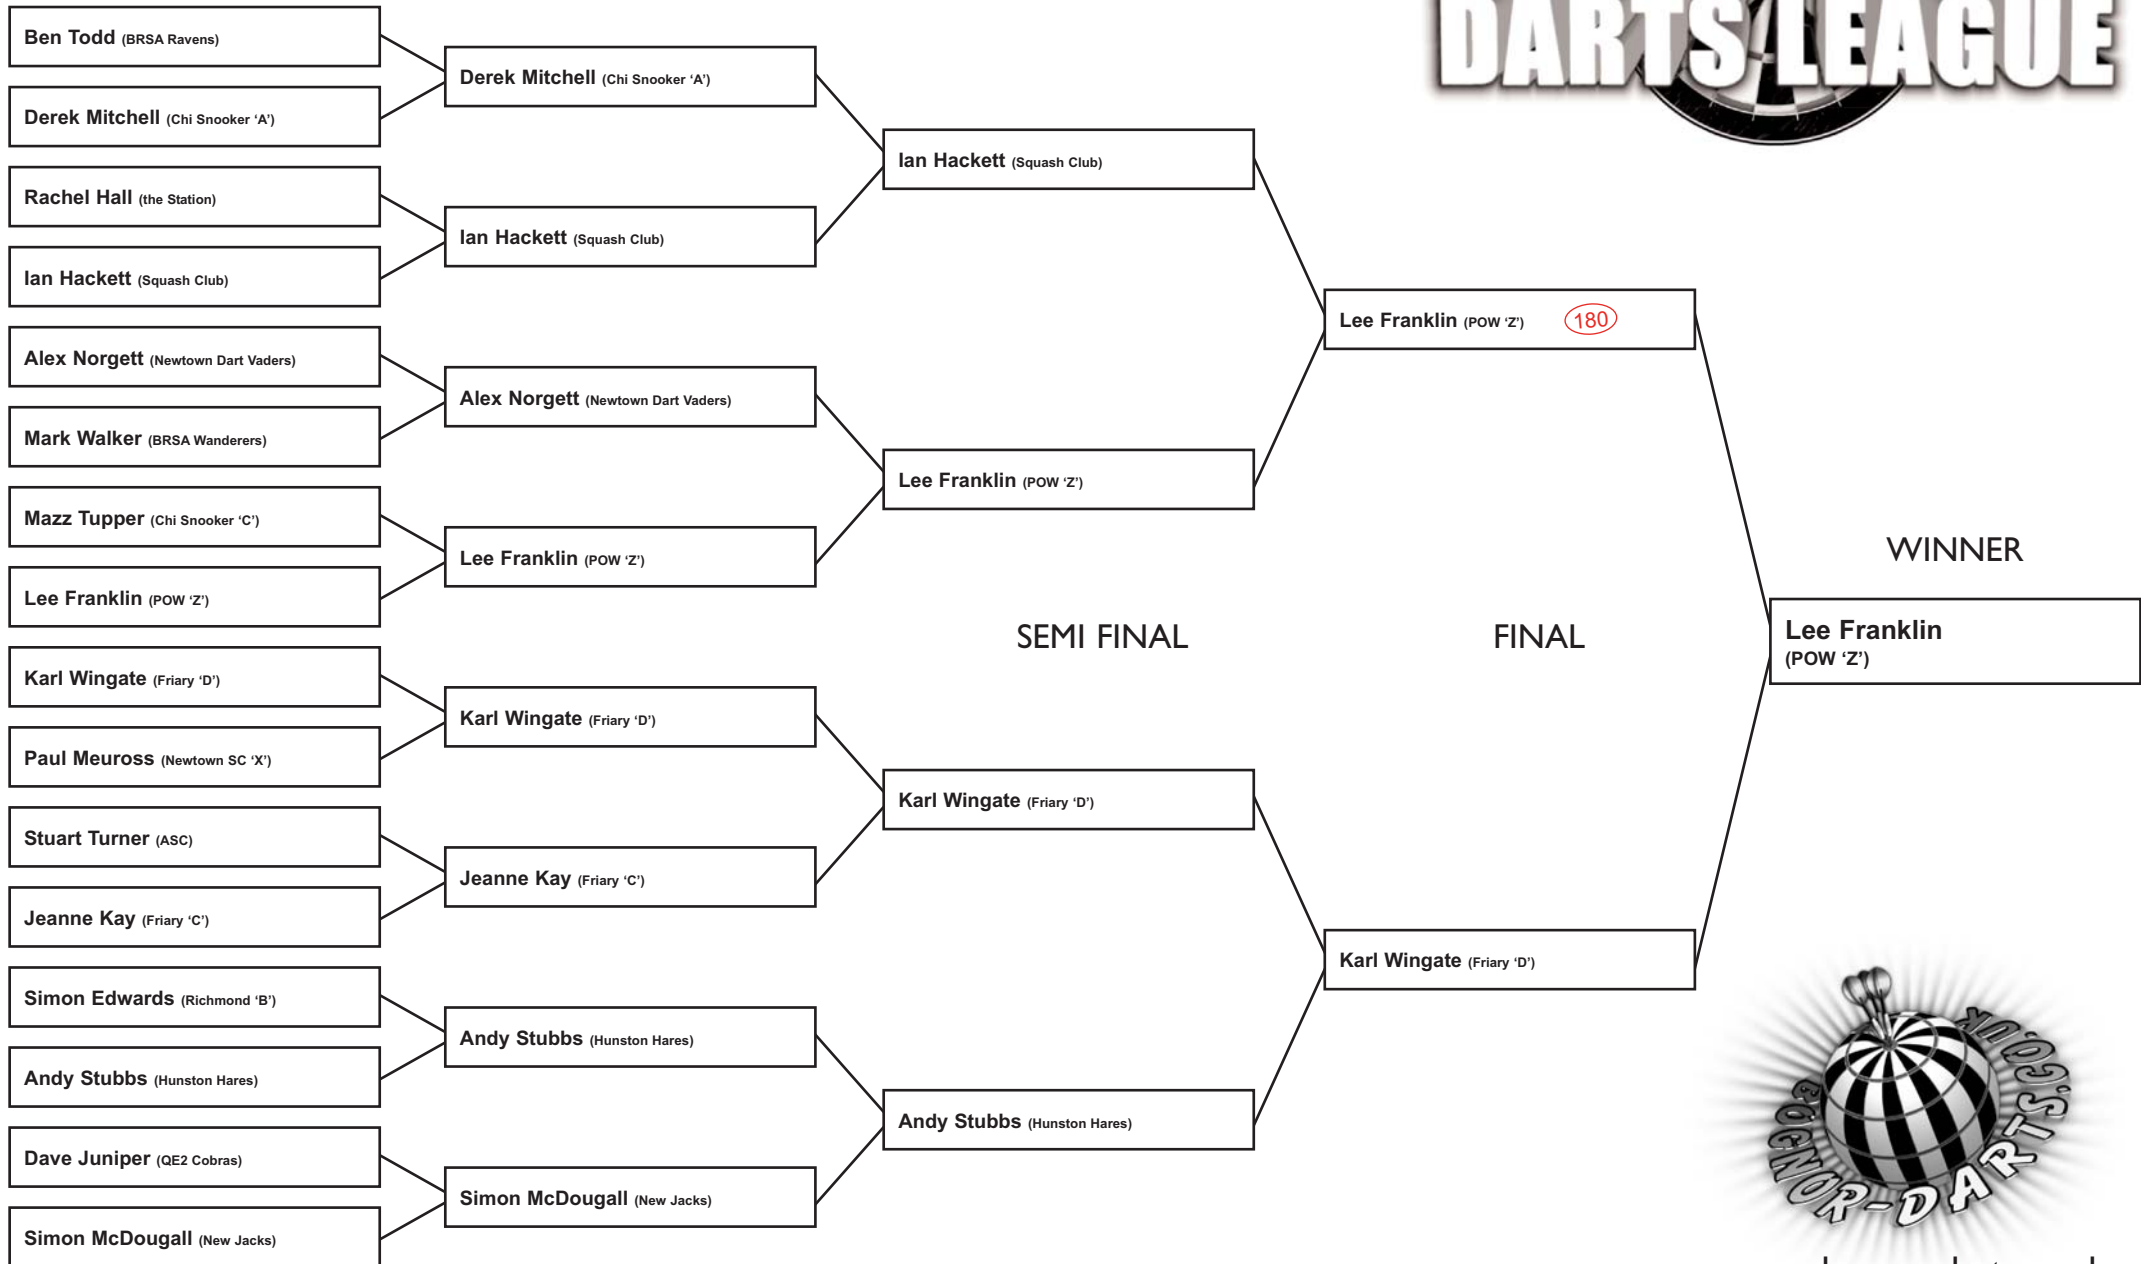 DARTS LEAGUE
Ben Todd (BRSA Ravens)
Derek Mitchell (Chi Snooker ‘A’)
Rachel Hall (the Station)
Ian Hackett (Squash Club)
Alex Norgett (Newtown Dart Vaders)
Mark Walker (BRSA Wanderers)
Mazz Tupper (Chi Snooker ‘C’)
Lee Franklin (POW ‘Z’)
Karl Wingate (Friary ‘D’)
Paul Meuross (Newtown SC ‘X’)
Stuart Turner (ASC)
Jeanne Kay (Friary ‘C’)
Simon Edwards (Richmond ‘B’)
Andy Stubbs (Hunston Hares)
Dave Juniper (QE2 Cobras)
Simon McDougall (New Jacks)
Derek Mitchell (Chi Snooker ‘A’)
Ian Hackett (Squash Club)
Alex Norgett (Newtown Dart Vaders)
Lee Franklin (POW ‘Z’)
Karl Wingate (Friary ‘D’)
Jeanne Kay (Friary ‘C’)
Andy Stubbs (Hunston Hares)
Simon McDougall (New Jacks)
Ian Hackett (Squash Club)
Lee Franklin (POW ‘Z’)
SEMI FINAL
Karl Wingate (Friary ‘D’)
Andy Stubbs (Hunston Hares)
Lee Franklin (POW ‘Z’) 180
FINAL
Karl Wingate (Friary ‘D’)
WINNER
Lee Franklin
(POW ‘Z’)
BOGNOR-DARTS.CO.UK